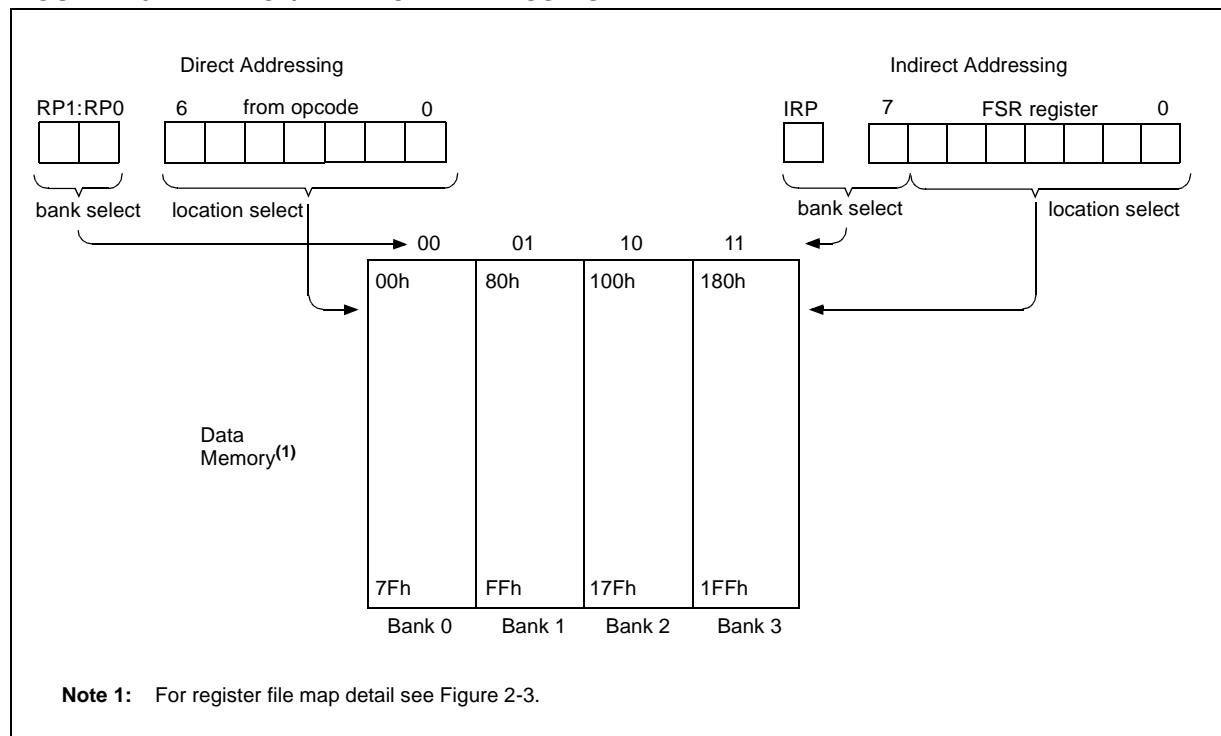 Direct Addressing
Indirect Addressing
RP1:RP0 6 from opcode 0
IRP 7 FSR register 0
bank select location select
bank select location select
00 01 10 11
00h 80h 100h 180h
Data
Memory(1)
7Fh FFh 17Fh 1FFh
Bank 0 Bank 1 Bank 2 Bank 3
Note 1: For register file map detail see Figure 2-3.